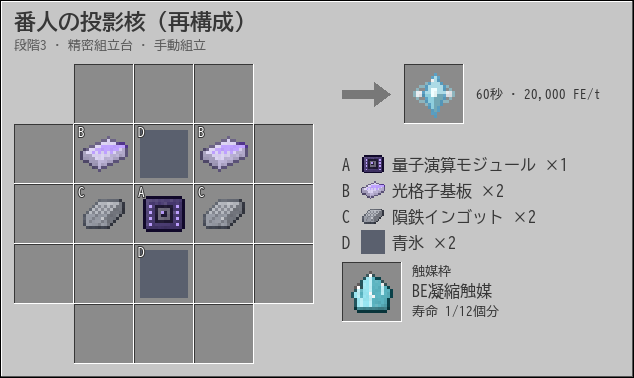 番人の投影核（再構成）
段階3 ・ 精密組立台 ・ 手動組立
B
D
B
C
A
C
D
60秒 ・ 20,000 FE/t
A 量子演算モジュール ×1
B 光格子基板 ×2
C 隕鉄インゴット ×2
D 青氷 ×2
触媒枠
BE凝縮触媒
寿命 1/12個分